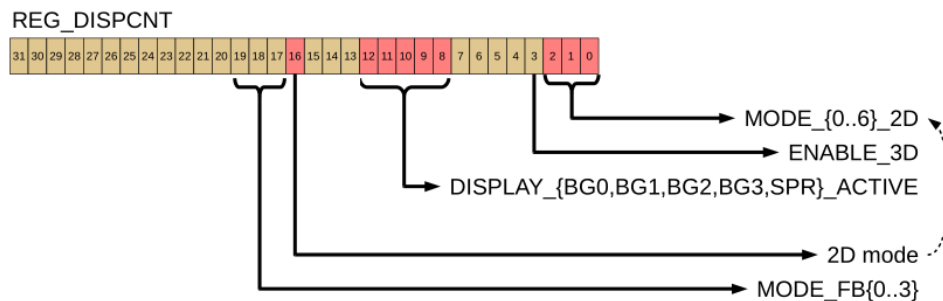 REG_DISPCNT
31 30 29 28 27 26 25 24 23 22 21 20 19 18 17 16 15 14 13 12 11 10 9 8 7 6 5 4 3 2 1 0
MODE_{0..6}_2D
ENABLE_3D
DISPLAY_{BG0,BG1,BG2,BG3,SPR}_ACTIVE
2D mode
MODE_FB{0..3}